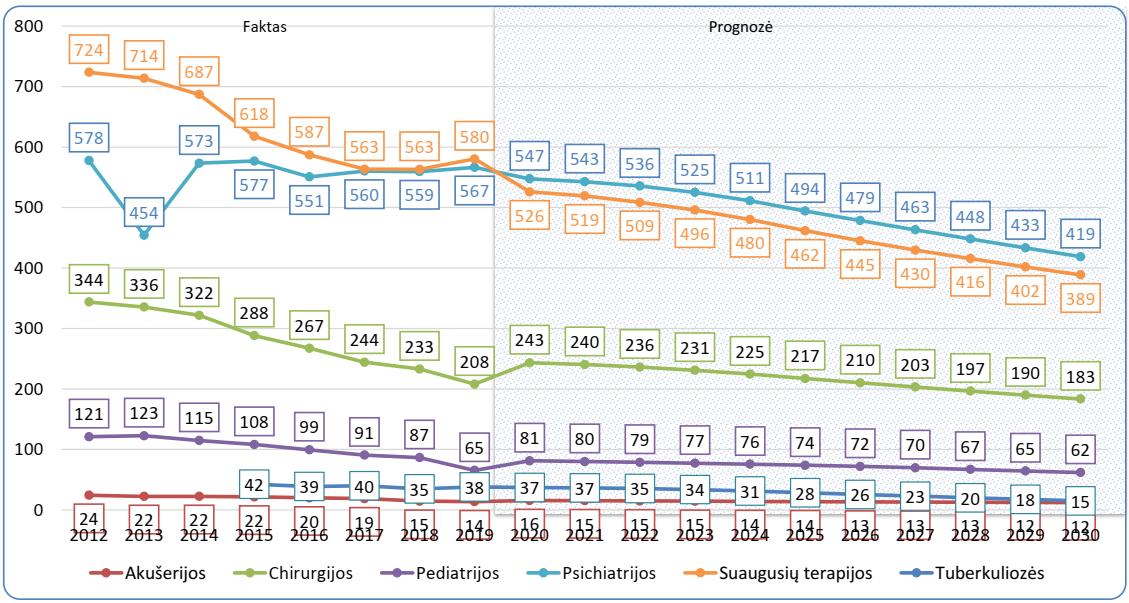 Faktas Prognozė
800
700
600
500
400
300
200
100
0
724 714 687 618 587 563 563 580 526 519 509 496 480 462 445 430 416 402 389
578 454 573 577 551 560 559 567 547 543 536 525 511 494 479 463 448 433 419
344 336 322 288 267 244 233 208 243 240 236 231 225 217 210 203 197 190 183
121 123 115 108 99 91 87 65 81 80 79 77 76 74 72 70 67 65 62
42 39 40 35 38 37 37 35 34 31 28 26 23 20 18 15
24 22 22 22 20 19 15 14 16 15 15 15 14 14 13 13 13 12 12
2012 2013 2014 2015 2016 2017 2018 2019 2020 2021 2022 2023 2024 2025 2026 2027 2028 2029 2030
Akušerijos Chirurgijos Pediatrijos Psichiatrijos Suaugusių terapijos Tuberkuliozės